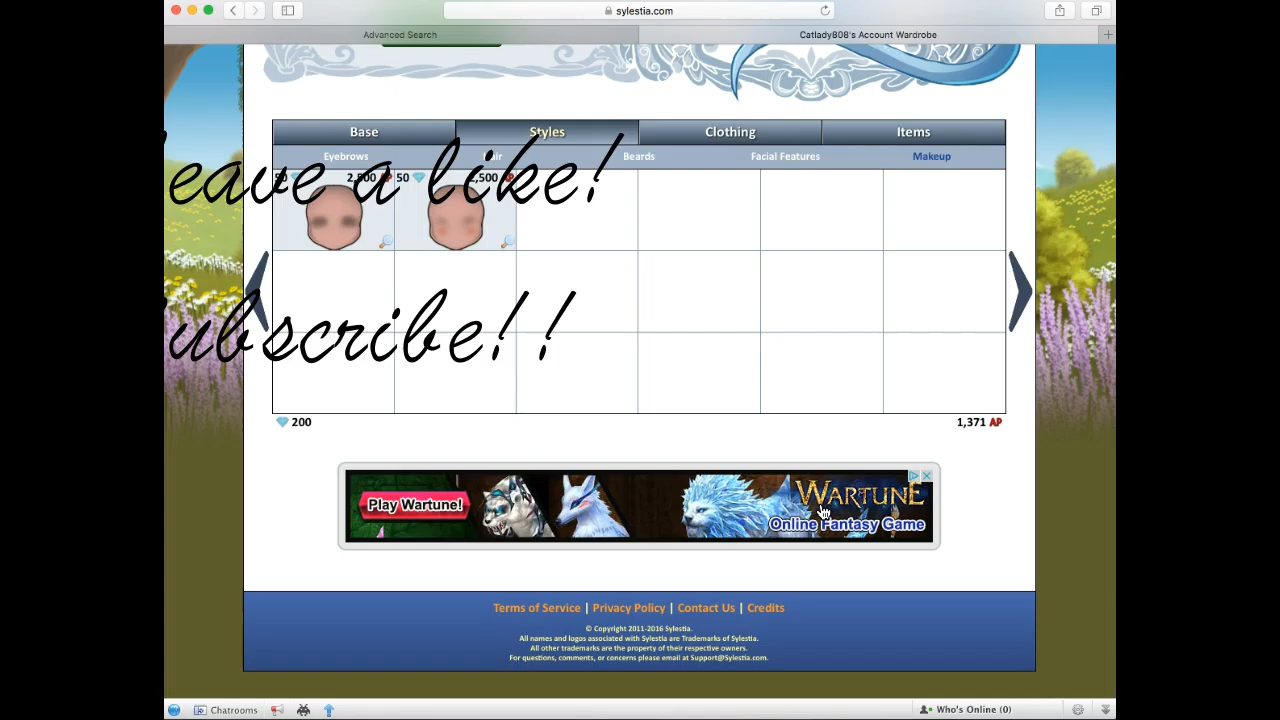 sylestia.com
Advanced Search
Catlady808's Account Wardrobe
Base Styles Clothing Items
Eyebrows Beards Facial Features Makeup
2,500 AP 50
eave a like!
ubscribe!!
200 1,371 AP
Play Wartune!
WARTUNE
Online Fantasy Game
Terms of Service | Privacy Policy | Contact Us | Credits
© Copyright 2011-2016 Sylestia.
All names and logos associated with Sylestia are Trademarks of Sylestia.
All other trademarks are the property of their respective owners.
For questions, comments, or concerns please email at Support@Sylestia.com.
Chatrooms Who's Online (0)